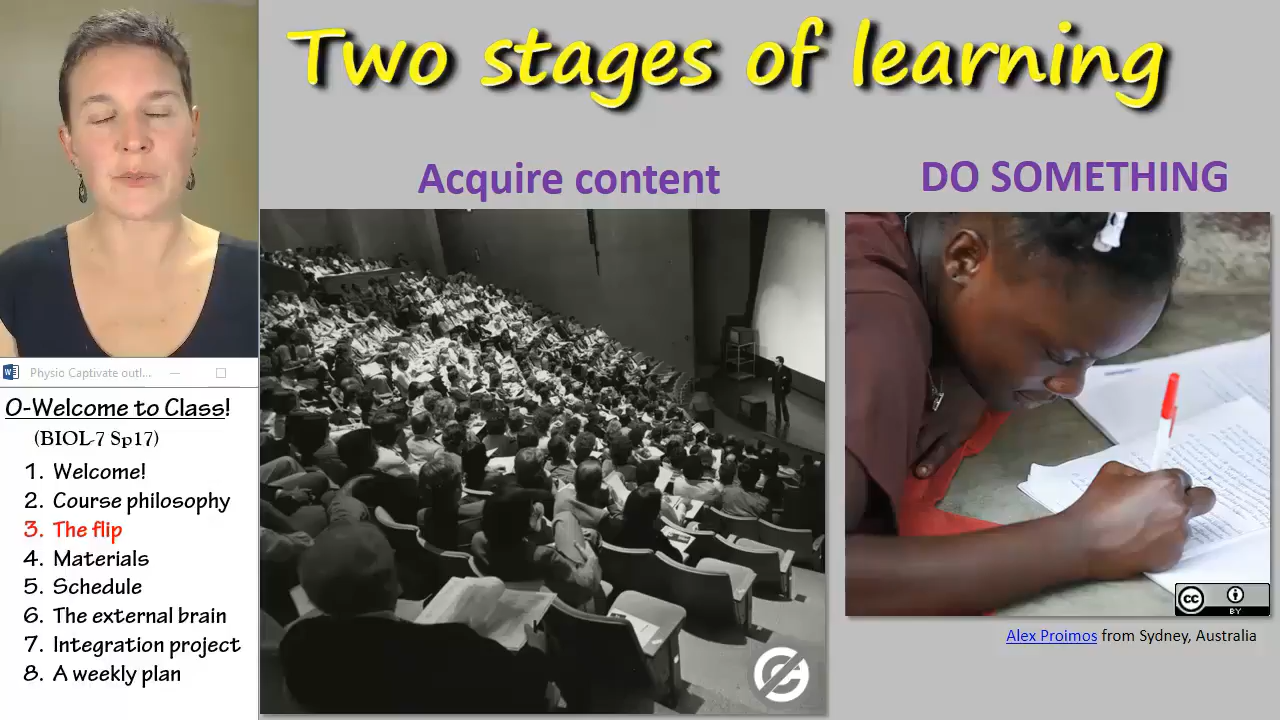 Two stages of learning
Acquire content
DO SOMETHING
Physio Captivate outl...
O-Welcome to Class!
(BIOL-7 Sp17)
1. Welcome!
2. Course philosophy
3. The flip
4. Materials
5. Schedule
6. The external brain
7. Integration project
8. A weekly plan
cc
BY
Alex Proimos from Sydney, Australia